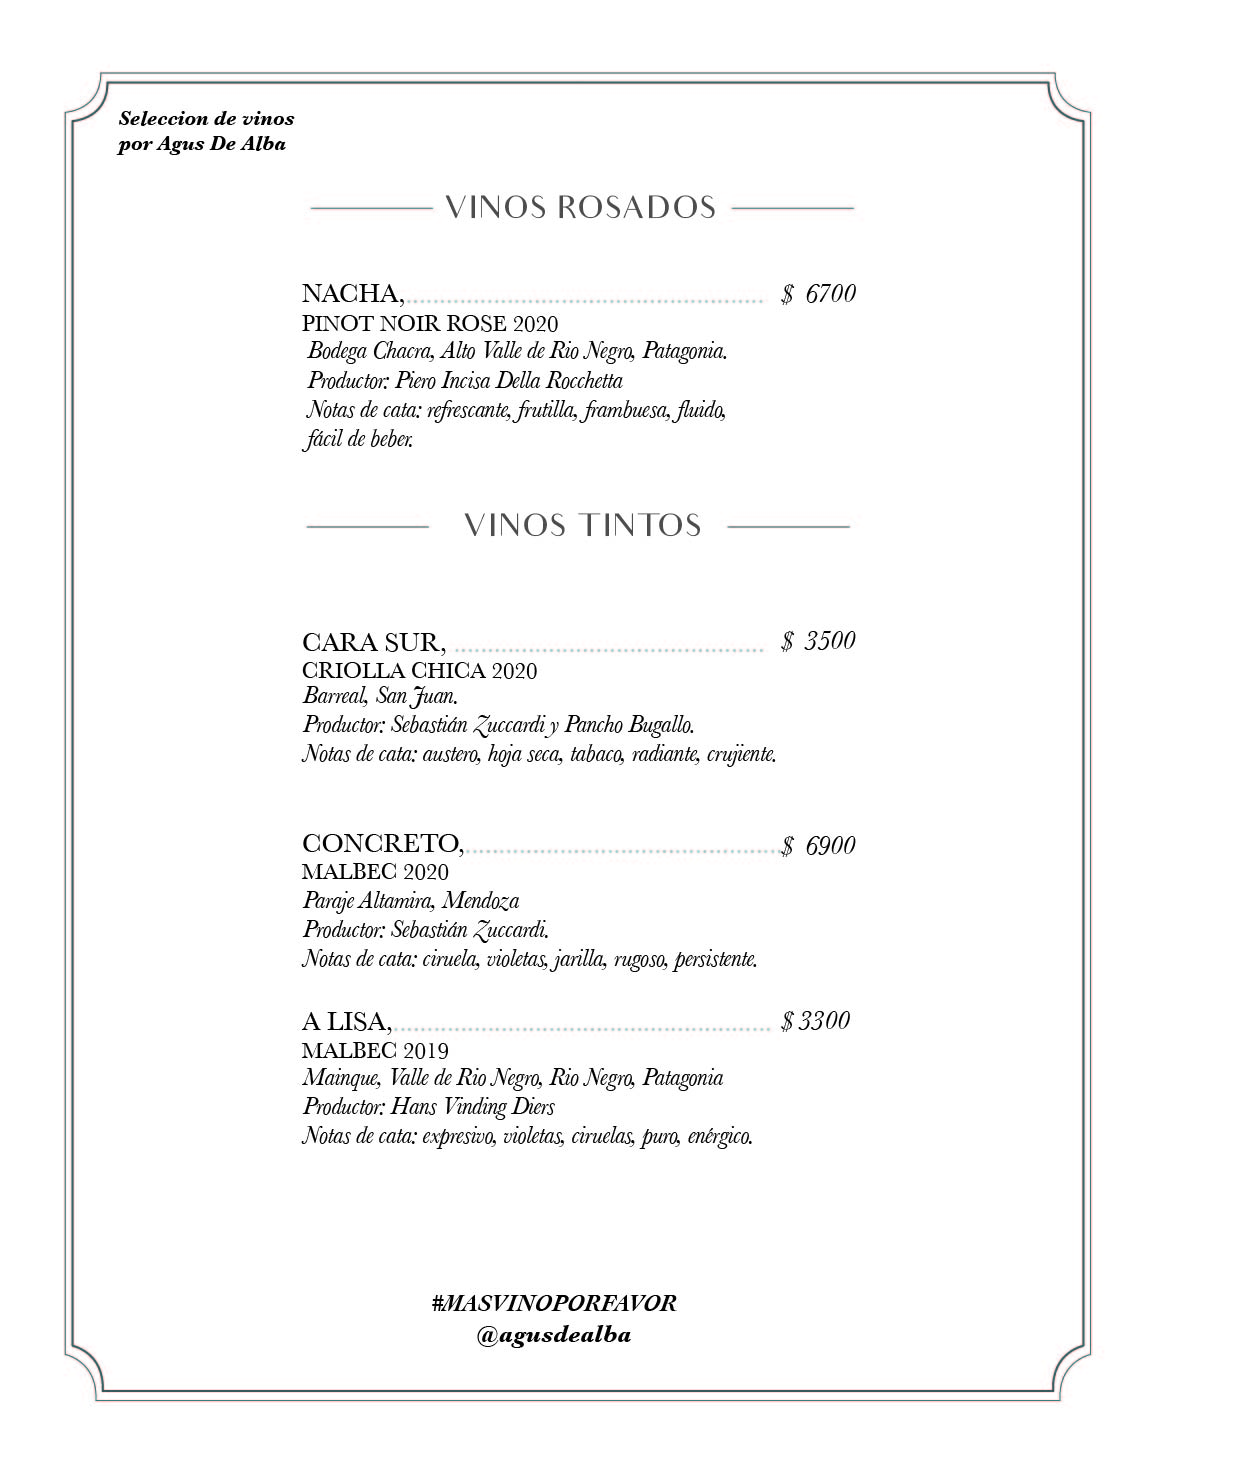 Seleccion de vinos
por Agus De Alba
VINOS ROSADOS
NACHA, $ 6700
PINOT NOIR ROSE 2020
Bodega Chacra, Alto Valle de Rio Negro, Patagonia.
Productor: Piero Incisa Della Rocchetta
Notas de cata: refrescante, frutilla, frambuesa, fluido,
fácil de beber.
VINOS TINTOS
CARA SUR, $ 3500
CRIOLLA CHICA 2020
Barreal, San Juan.
Productor: Sebastián Zuccardi y Pancho Bugallo.
Notas de cata: austero, hoja seca, tabaco, radiante, crujiente.
CONCRETO, $ 6900
MALBEC 2020
Paraje Altamira, Mendoza
Productor: Sebastián Zuccardi.
Notas de cata: ciruela, violetas, jarilla, rugoso, persistente.
A LISA, $ 3300
MALBEC 2019
Mainque, Valle de Rio Negro, Rio Negro, Patagonia
Productor: Hans Vinding Diers
Notas de cata: expresivo, violetas, ciruelas, puro, enérgico.
#MASVINOPORFAVOR
@agusdealba